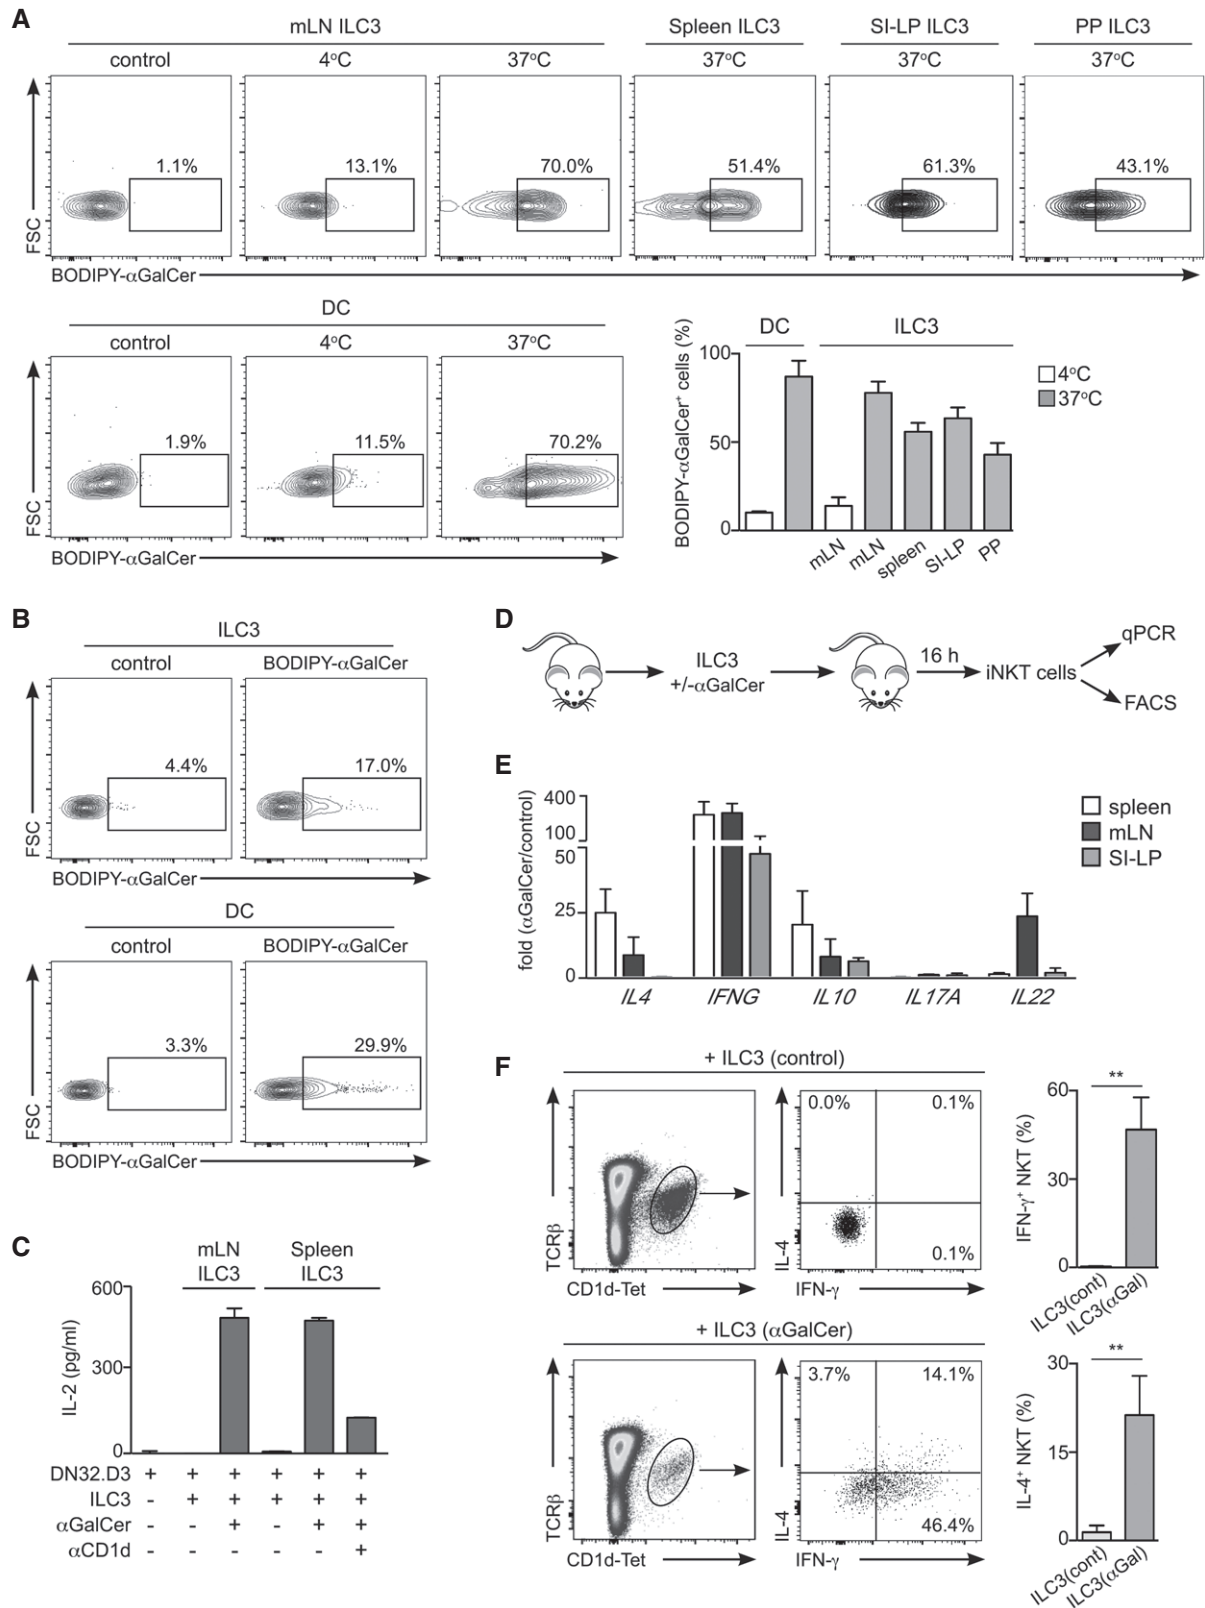 A
mLN ILC3
Spleen ILC3
SI-LP ILC3
PP ILC3
control
4°C
37°C
37°C
37°C
37°C
1.1%
13.1%
70.0%
51.4%
61.3%
43.1%
FSC
BODIPY-αGalCer
DC
control
4°C
37°C
1.9%
11.5%
70.2%
FSC
BODIPY-αGalCer
DC
ILC3
BODIPY-αGalCer⁺ cells (%)
100
50
0
mLN
mLN
spleen
SI-LP
PP
4°C
37°C
B
ILC3
control
BODIPY-αGalCer
4.4%
17.0%
FSC
BODIPY-αGalCer
DC
control
BODIPY-αGalCer
3.3%
29.9%
FSC
BODIPY-αGalCer
C
mLN ILC3
Spleen ILC3
IL-2 (pg/ml)
600
300
0
DN32.D3 + + + + + +
ILC3 - + + + + +
αGalCer - - + - + +
αCD1d - - - - - +
D
ILC3
+/-αGalCer
16 h
iNKT cells
qPCR
FACS
E
fold (αGalCer/control)
400
100
50
25
0
IL4
IFNG
IL10
IL17A
IL22
spleen
mLN
SI-LP
F
+ ILC3 (control)
TCRβ
CD1d-Tet
0.0%
0.1%
0.1%
IL-4
IFN-γ
IFN-γ⁺ NKT (%)
60
30
0
**
ILC3(cont)
ILC3(αGal)
+ ILC3 (αGalCer)
TCRβ
CD1d-Tet
3.7%
14.1%
46.4%
IL-4
IFN-γ
IL-4⁺ NKT (%)
30
15
0
**
ILC3(cont)
ILC3(αGal)